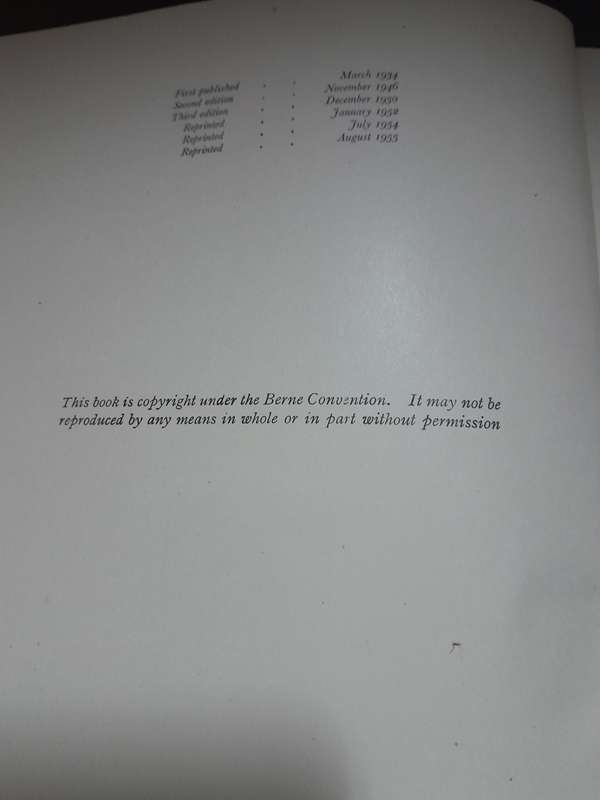 First published . . March 1934
Second edition . . November 1946
Third edition . . December 1950
Reprinted . . January 1952
Reprinted . . July 1954
Reprinted . . August 1955
This book is copyright under the Berne Convention. It may not be
reproduced by any means in whole or in part without permission